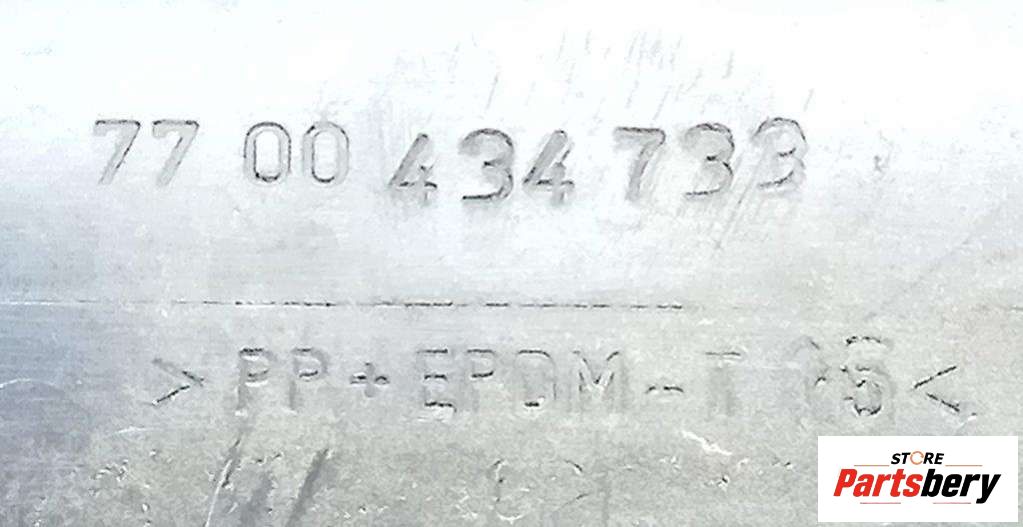 77 00 434 733
>PP+EPDM-T 15<
STORE
Partsbery